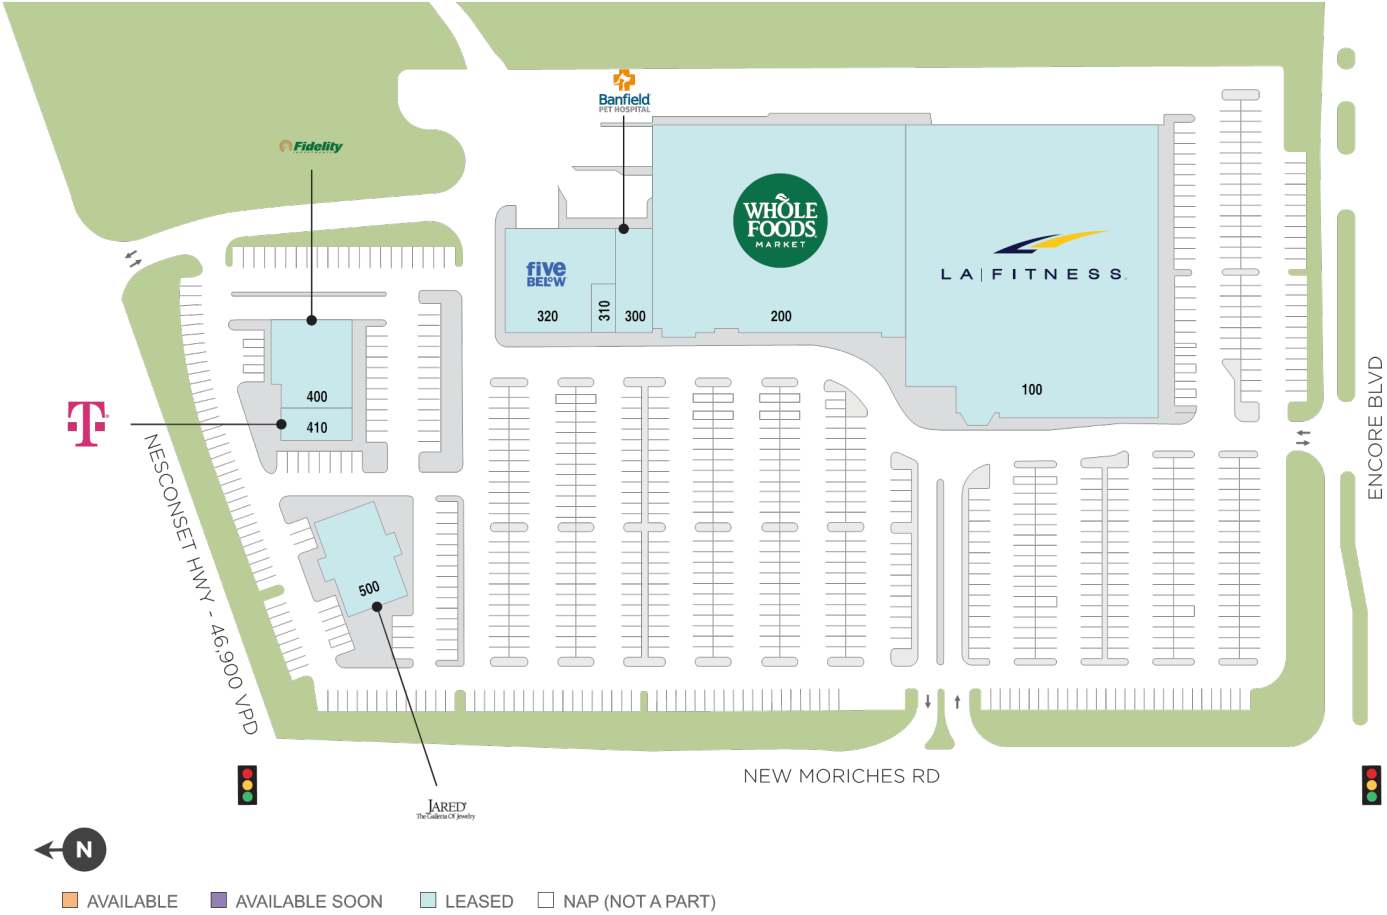 Banfield
PET HOSPITAL
Fidelity
INVESTMENTS
WHOLE
FOODS
MARKET
five
BELOW
LA|FITNESS
320
310
300
200
100
400
410
T
500
NESCONSET HWY - 46,900 VPD
ENCORE BLVD
NEW MORICHES RD
JARED
The Galleria Of Jewelry
N
AVAILABLE
AVAILABLE SOON
LEASED
NAP (NOT A PART)